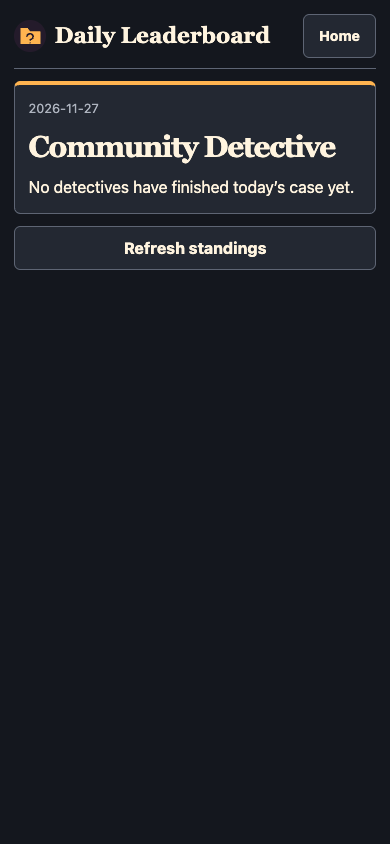 Daily Leaderboard
Home
2026-11-27
Community Detective
No detectives have finished today’s case yet.
Refresh standings